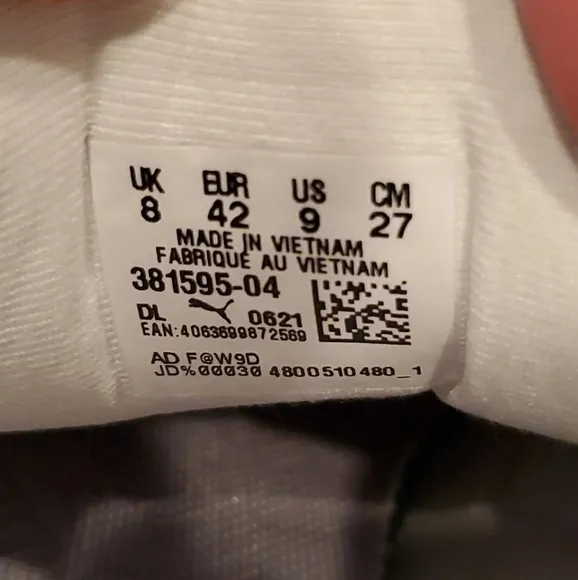 UK EUR US CM
8 42 9 27
MADE IN VIETNAM
FABRIQUÉ AU VIETNAM
381595-04
DL 0621
EAN:4063699872569
AD F@W9D
JD%00030 4800510480_1